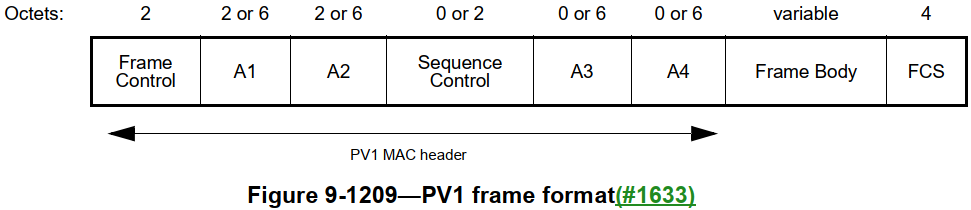 Octets: 2 2 or 6 2 or 6 0 or 2 0 or 6 0 or 6 variable 4
Frame Control A1 A2 Sequence Control A3 A4 Frame Body FCS
PV1 MAC header
Figure 9-1209—PV1 frame format(#1633)